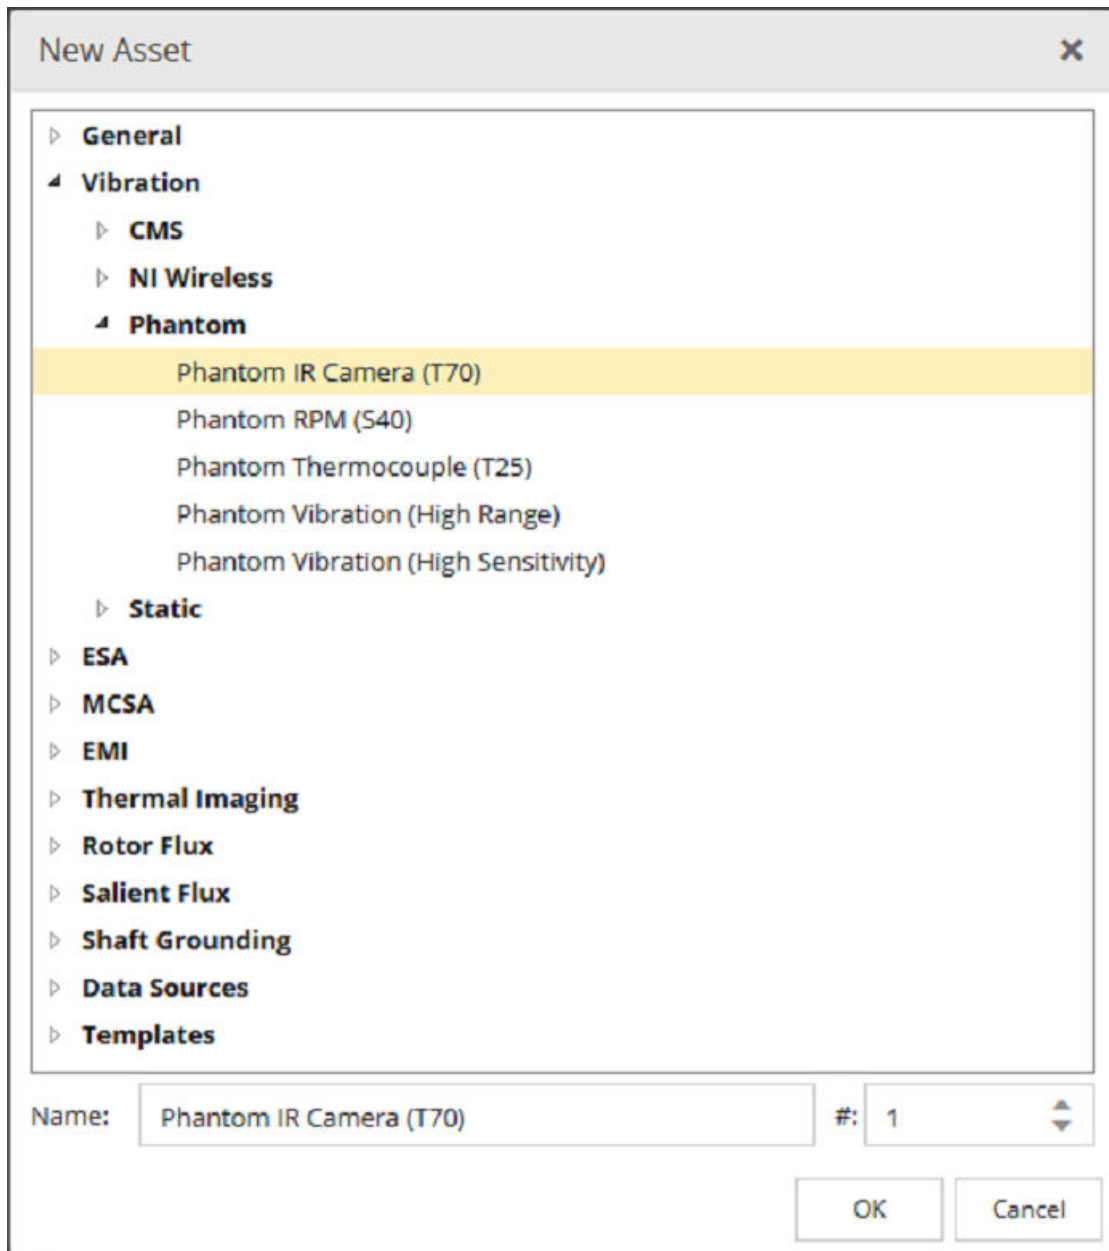 New Asset
General
Vibration
CMS
NI Wireless
Phantom
Phantom IR Camera (T70)
Phantom RPM (S40)
Phantom Thermocouple (T25)
Phantom Vibration (High Range)
Phantom Vibration (High Sensitivity)
Static
ESA
MCSA
EMI
Thermal Imaging
Rotor Flux
Salient Flux
Shaft Grounding
Data Sources
Templates
Name: Phantom IR Camera (T70) #: 1
OK Cancel